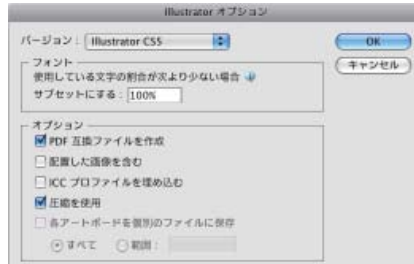 Illustrator オプション
バージョン： Illustrator CS5
OK
キャンセル
フォント
使用している文字の割合が次より少ない場合
サブセットにする： 100%
オプション
PDF 互換ファイルを作成
配置した画像を含む
ICC プロファイルを埋め込む
圧縮を使用
各アートボードを個別のファイルに保存
すべて 範囲：